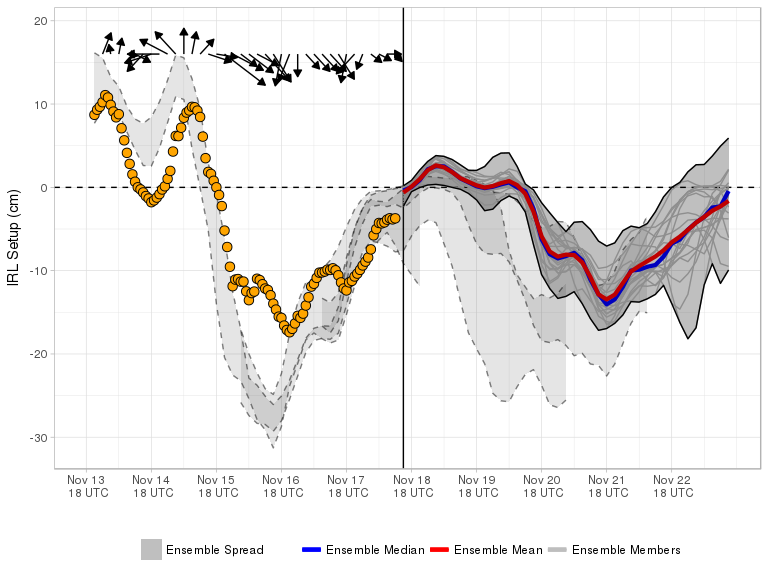 20
10
0
-10
-20
-30
IRL Setup (cm)
Nov 13 Nov 14 Nov 15 Nov 16 Nov 17 Nov 18 Nov 19 Nov 20 Nov 21 Nov 22
18 UTC 18 UTC 18 UTC 18 UTC 18 UTC 18 UTC 18 UTC 18 UTC 18 UTC 18 UTC
Ensemble Spread Ensemble Median Ensemble Mean Ensemble Members